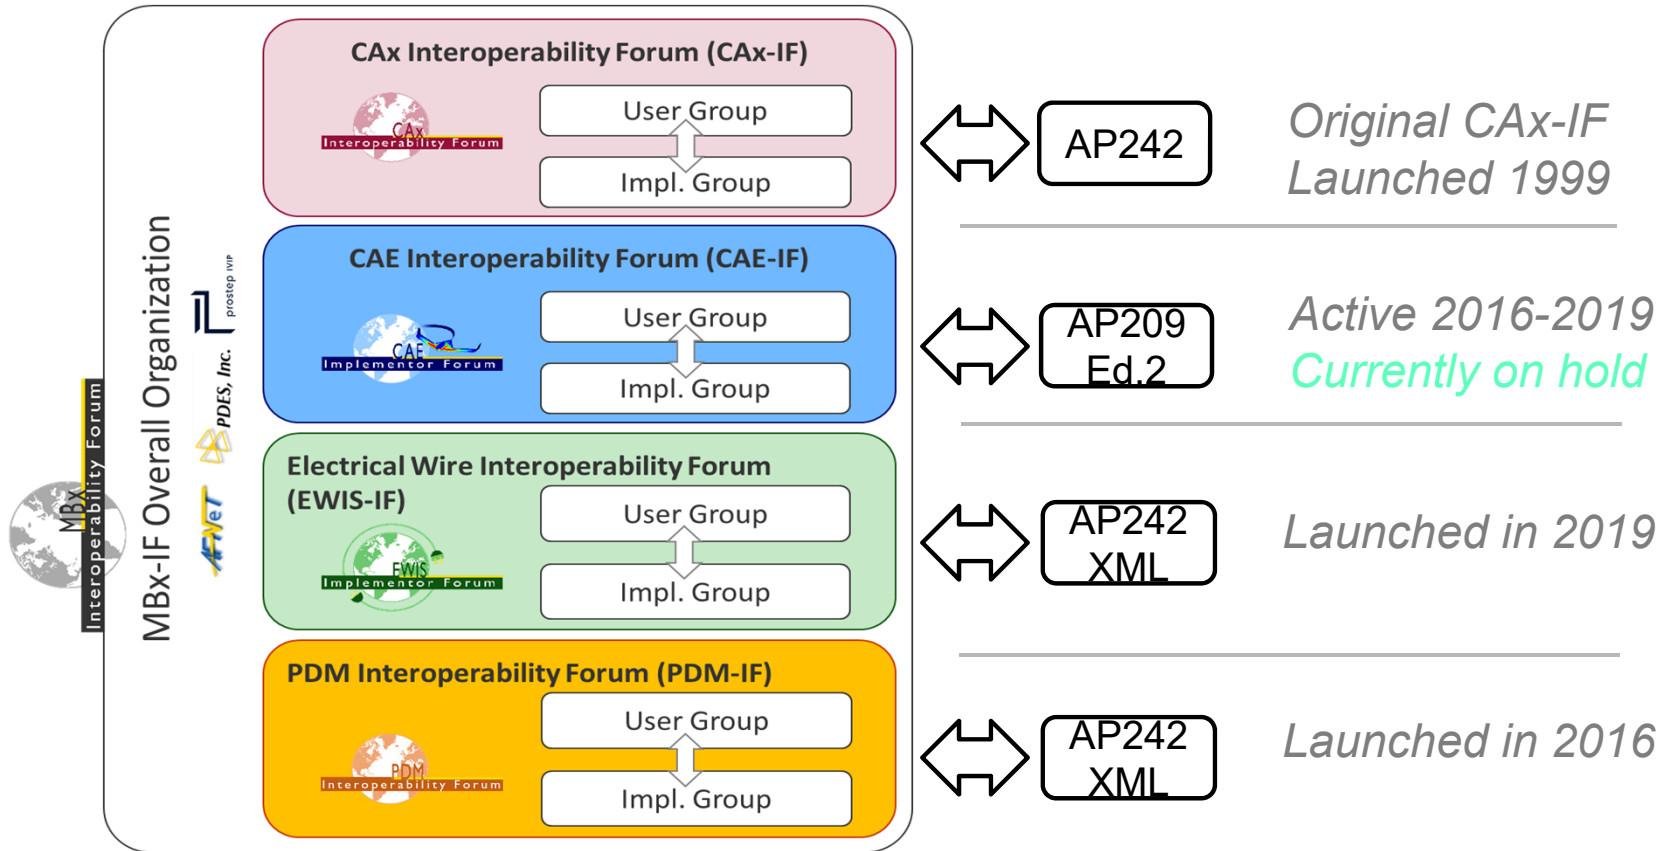 MBx
Interoperability Forum
MBx-IF Overall Organization
AFNeT
PDES, Inc.
prostep IVIP
CAx Interoperability Forum (CAx-IF)
CAx
Interoperability Forum
User Group
Impl. Group
AP242
Original CAx-IF
Launched 1999
CAE Interoperability Forum (CAE-IF)
CAE
Implementor Forum
User Group
Impl. Group
AP209
Ed.2
Active 2016-2019
Currently on hold
Electrical Wire Interoperability Forum
(EWIS-IF)
EWIS
Implementor Forum
User Group
Impl. Group
AP242
XML
Launched in 2019
PDM Interoperability Forum (PDM-IF)
PDM
Interoperability Forum
User Group
Impl. Group
AP242
XML
Launched in 2016